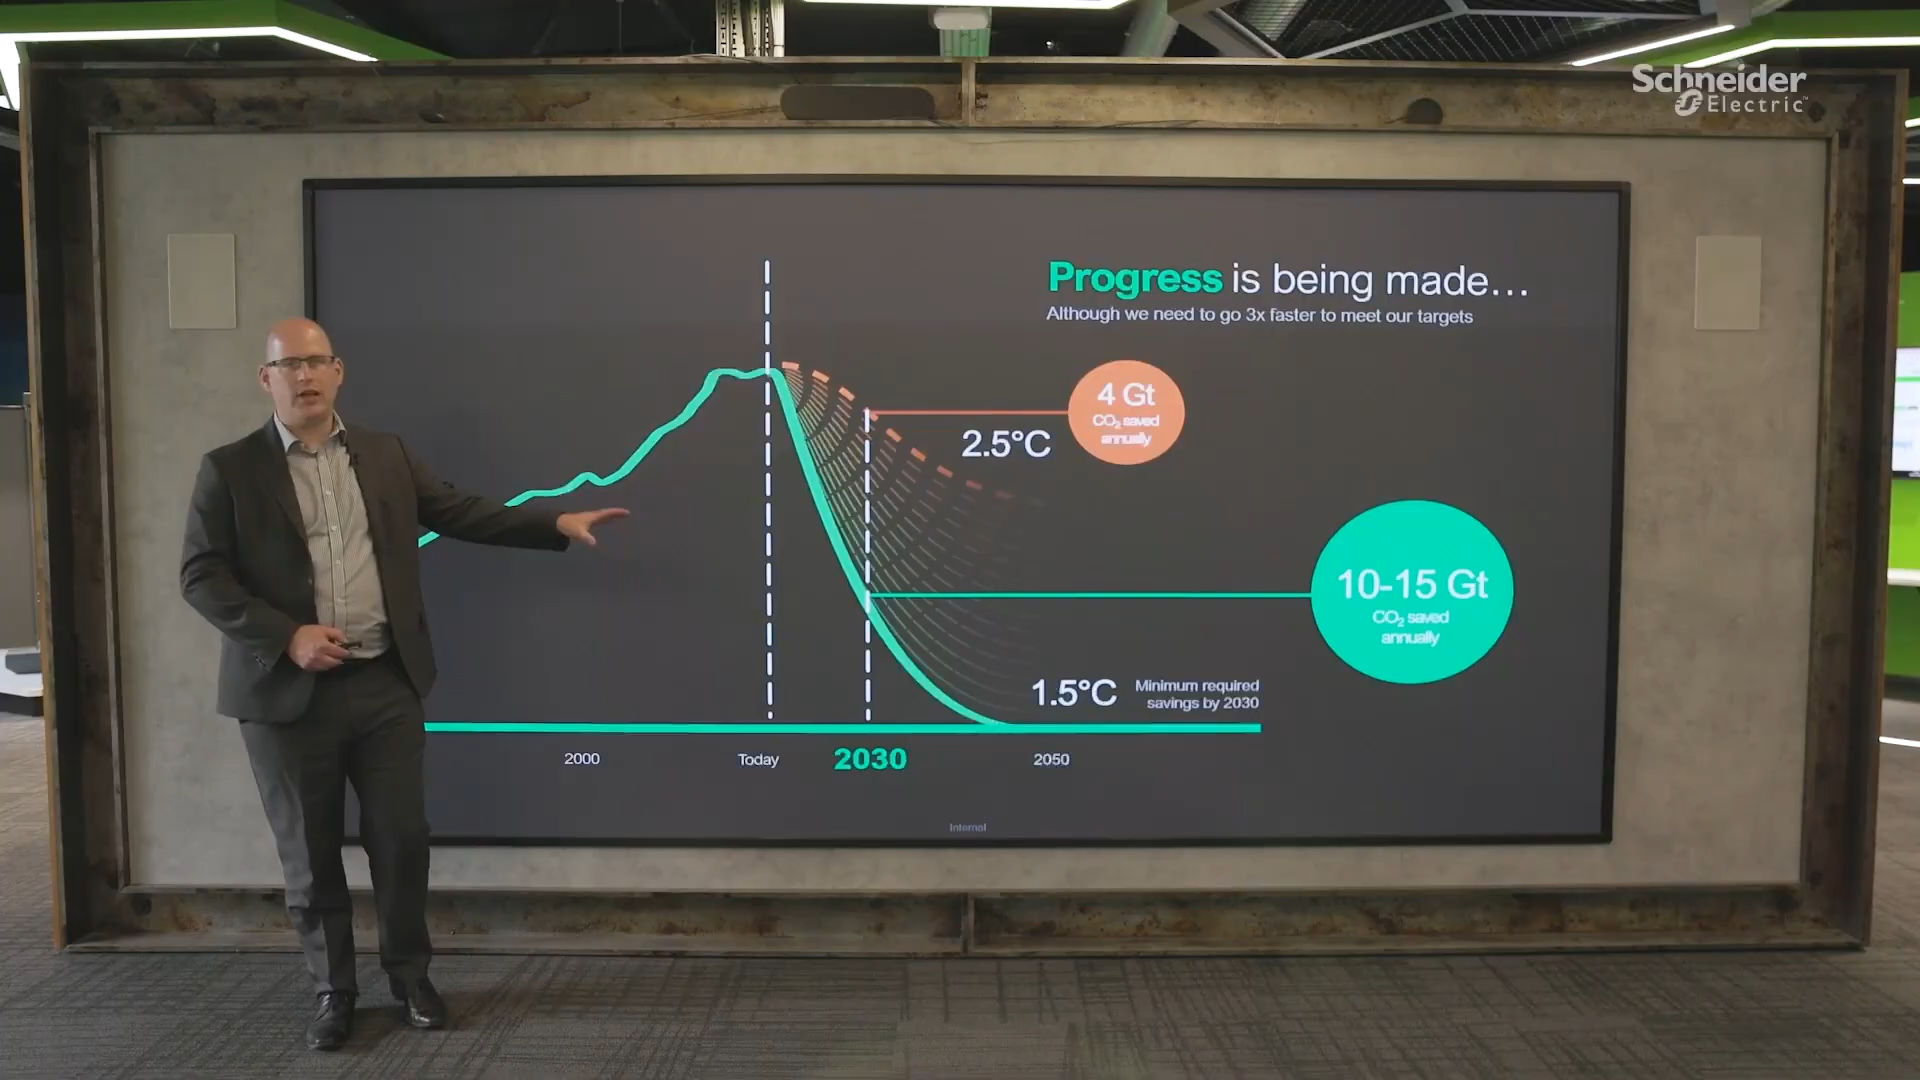 Schneider
Electric
Progress is being made...
Although we need to go 3x faster to meet our targets
4 Gt
CO₂ saved
annually
2.5°C
10-15 Gt
CO₂ saved
annually
1.5°C
Minimum required
savings by 2030
2000
Today
2030
2050
Internal